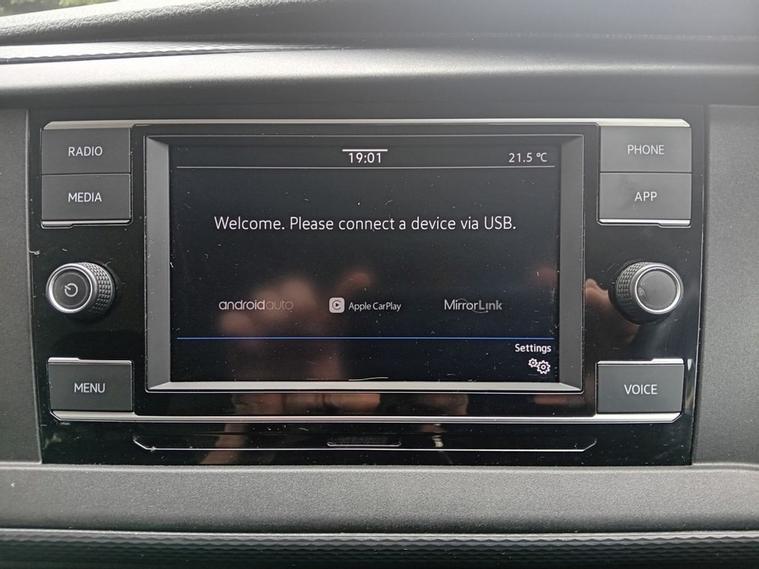 RADIO
MEDIA
MENU
19:01
21.5 °C
Welcome. Please connect a device via USB.
androidauto
Apple CarPlay
MirrorLink
Settings
PHONE
APP
VOICE